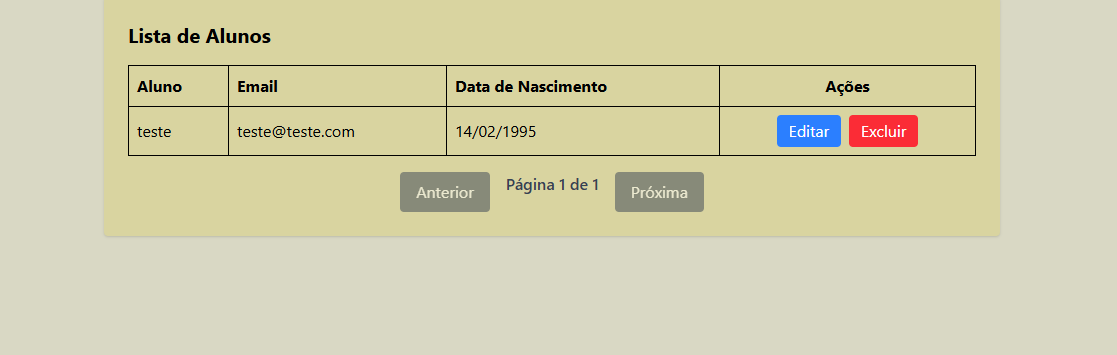 Lista de Alunos
Aluno Email Data de Nascimento Ações
teste teste@teste.com 14/02/1995 Editar Excluir
Anterior Página 1 de 1 Próxima